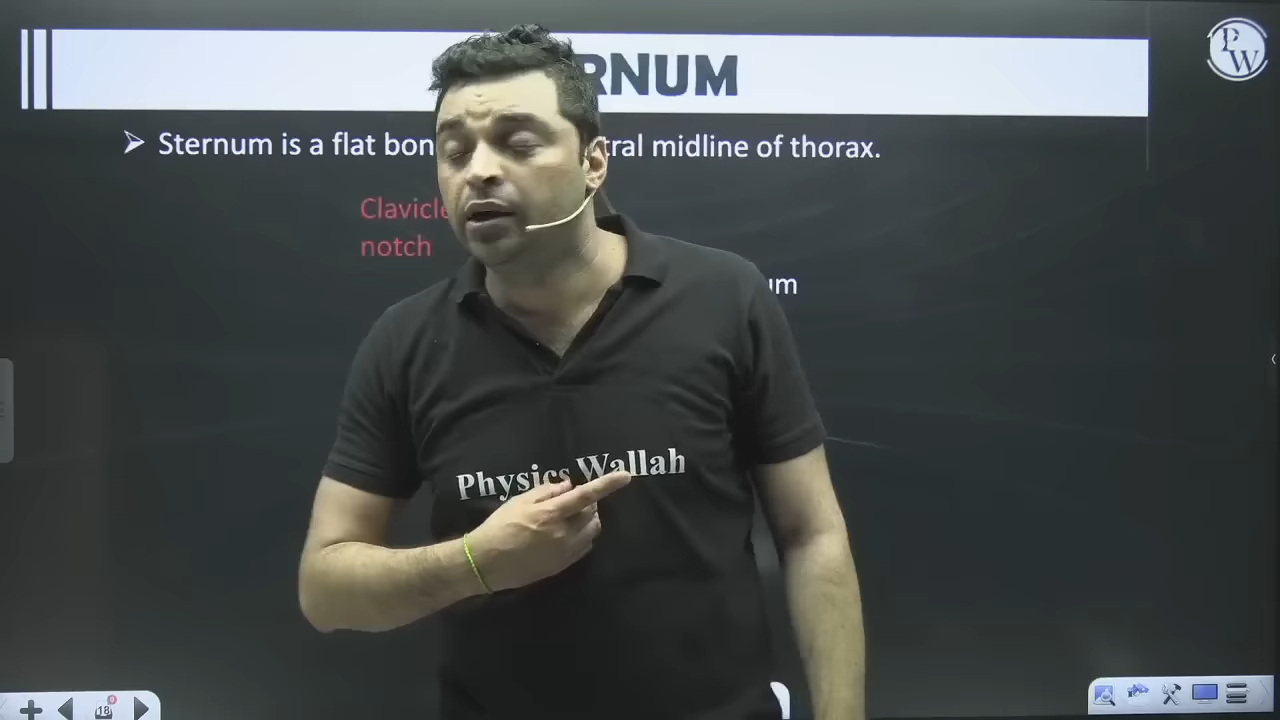 RNUM
PW
Sternum is a flat bon tral midline of thorax.
Clavicle
notch
um
Physics Wallah
18